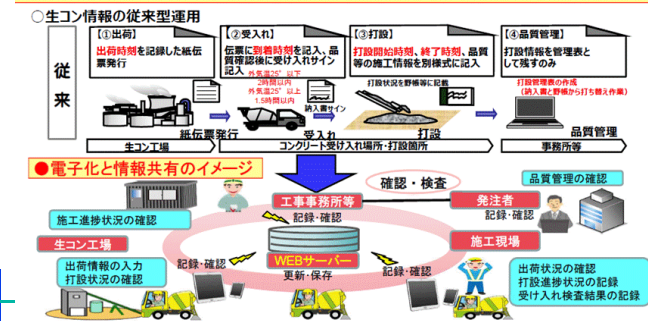 ○生コン情報の従来型運用
従来
【①出荷】
出荷時刻を記録した紙伝票発行
【②受入れ】
伝票に到着時刻を記入、品質確認後に受け入れサイン記入
外気温25°以下
2時間以内
外気温25°以上
1.5時間以内
【③打設】
打設開始時刻、終了時刻、品質等の施工情報を別様式に記入
打設状況を野帳等に記載
【④品質管理】
打設情報を管理表として残すのみ
打設管理表の作成
(納入書と野帳から打ち替え作業)
納入書サイン
紙伝票発行
受入れ
打設
品質管理
生コン工場
コンクリート受け入れ場所・打設箇所
事務所等
●電子化と情報共有のイメージ
確認・検査
品質管理の確認
工事事務所等
記録・確認
発注者
記録・確認
施工進捗状況の確認
生コン工場
施工現場
記録・確認
WEBサーバー
更新・保存
記録・確認
出荷情報の入力
打設状況の確認
出荷状況の確認
打設進捗状況の記録
受け入れ検査結果の記録